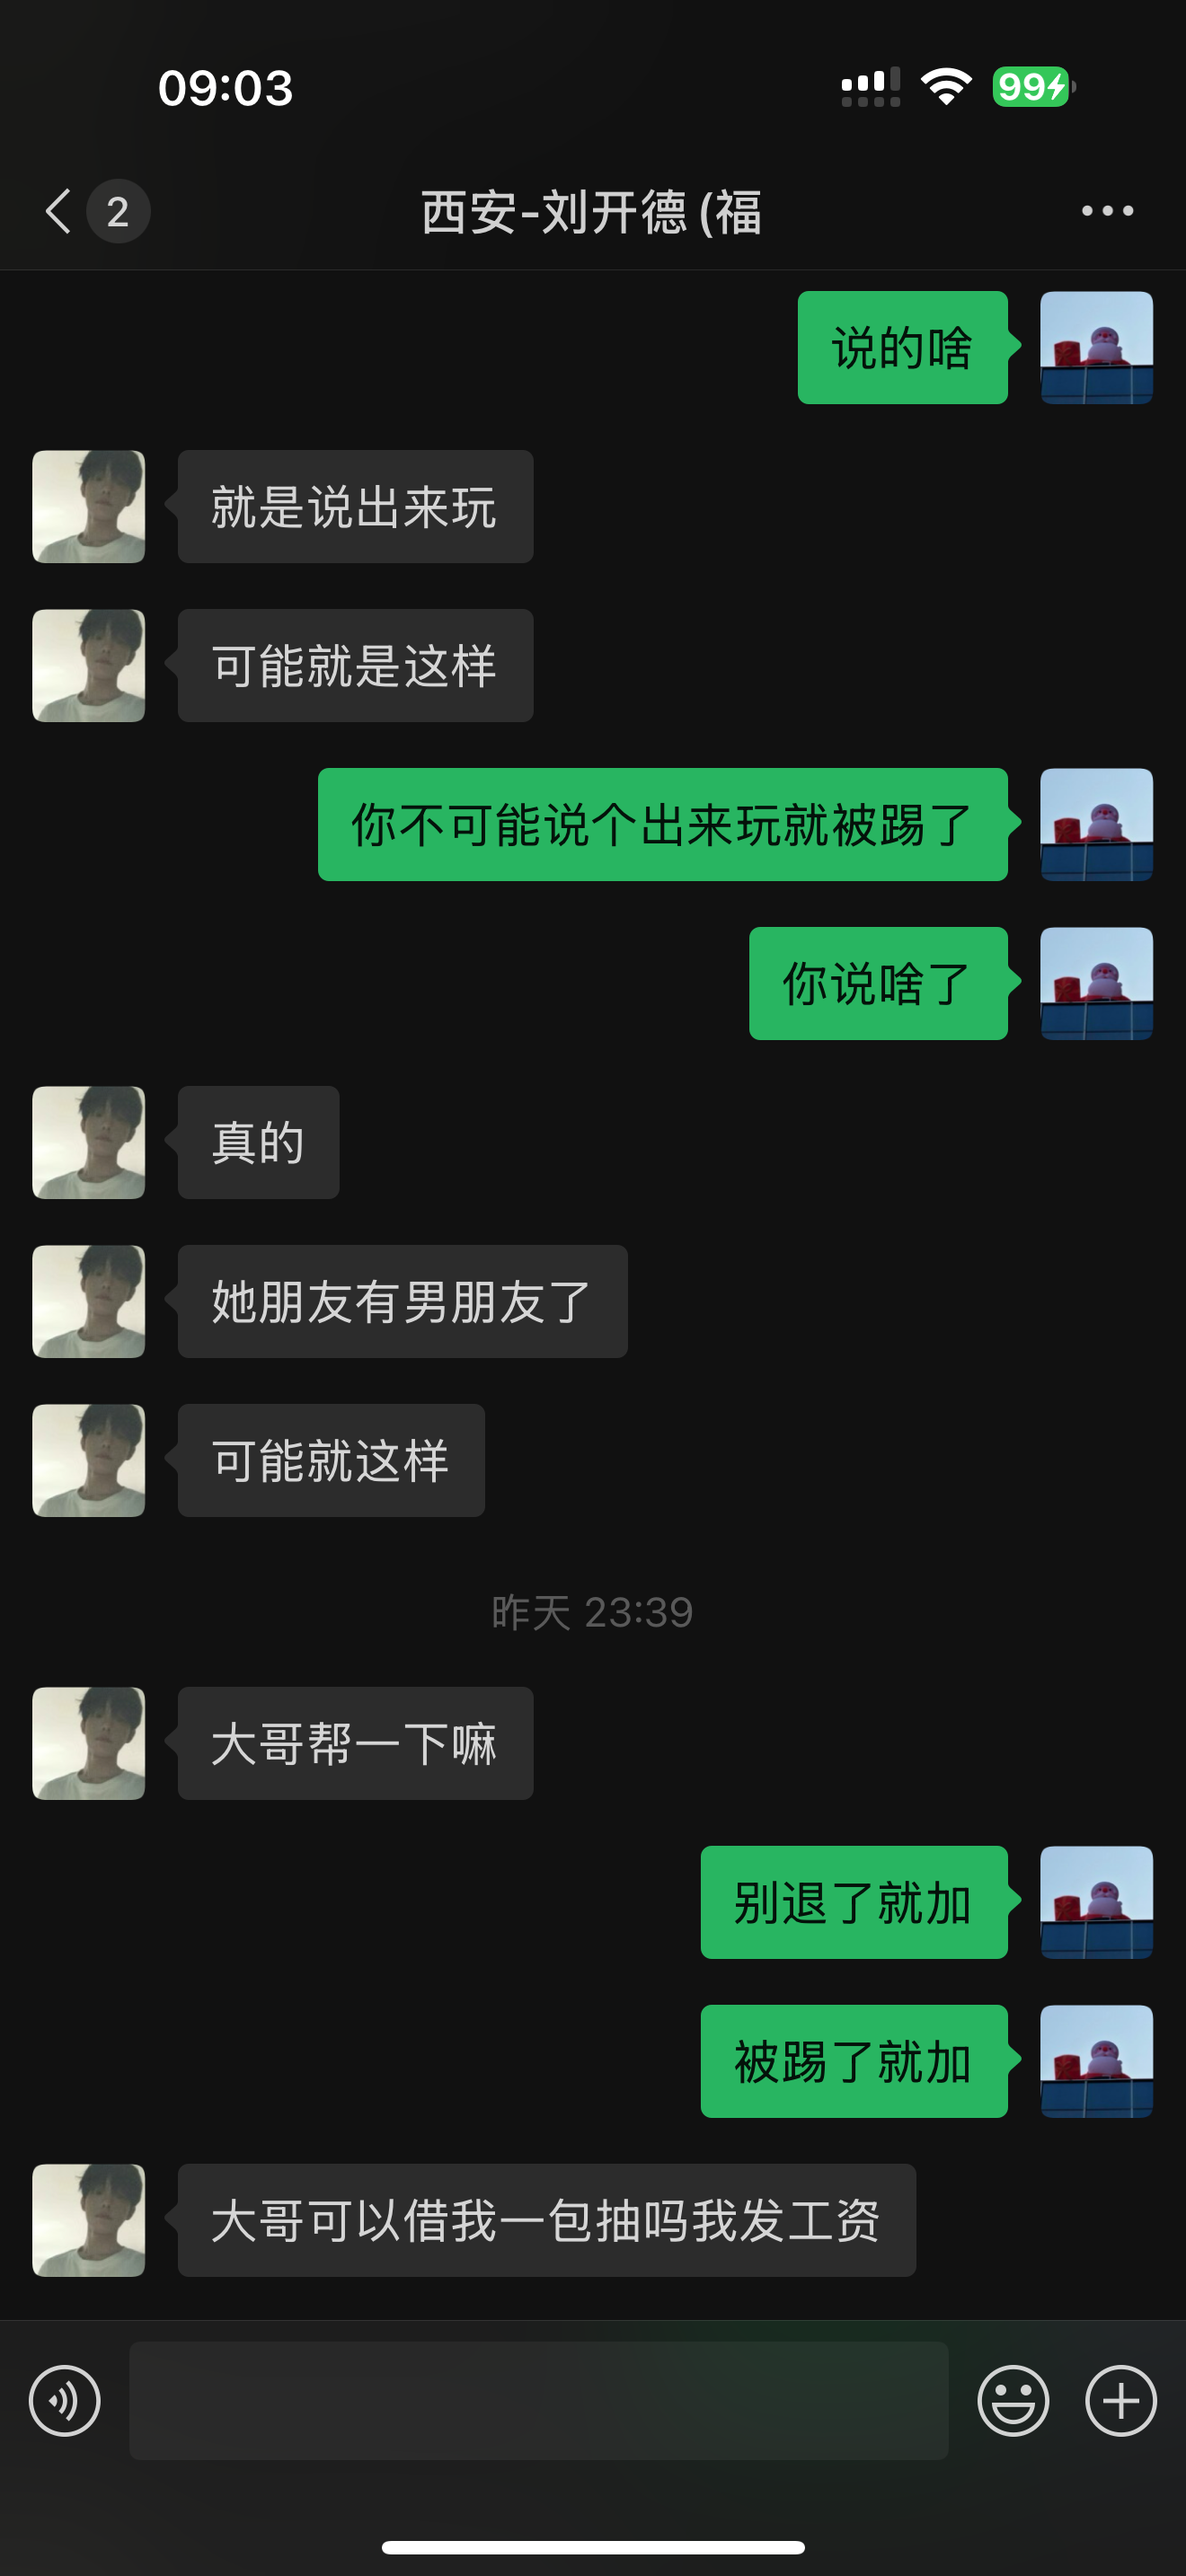 09:03
99
2
西安-刘开德 (福
说的啥
就是说出来玩
可能就是这样
你不可能说个出来玩就被踢了
你说啥了
真的
她朋友有男朋友了
可能就这样
昨天 23:39
大哥帮一下嘛
别退了就加
被踢了就加
大哥可以借我一包抽吗我发工资